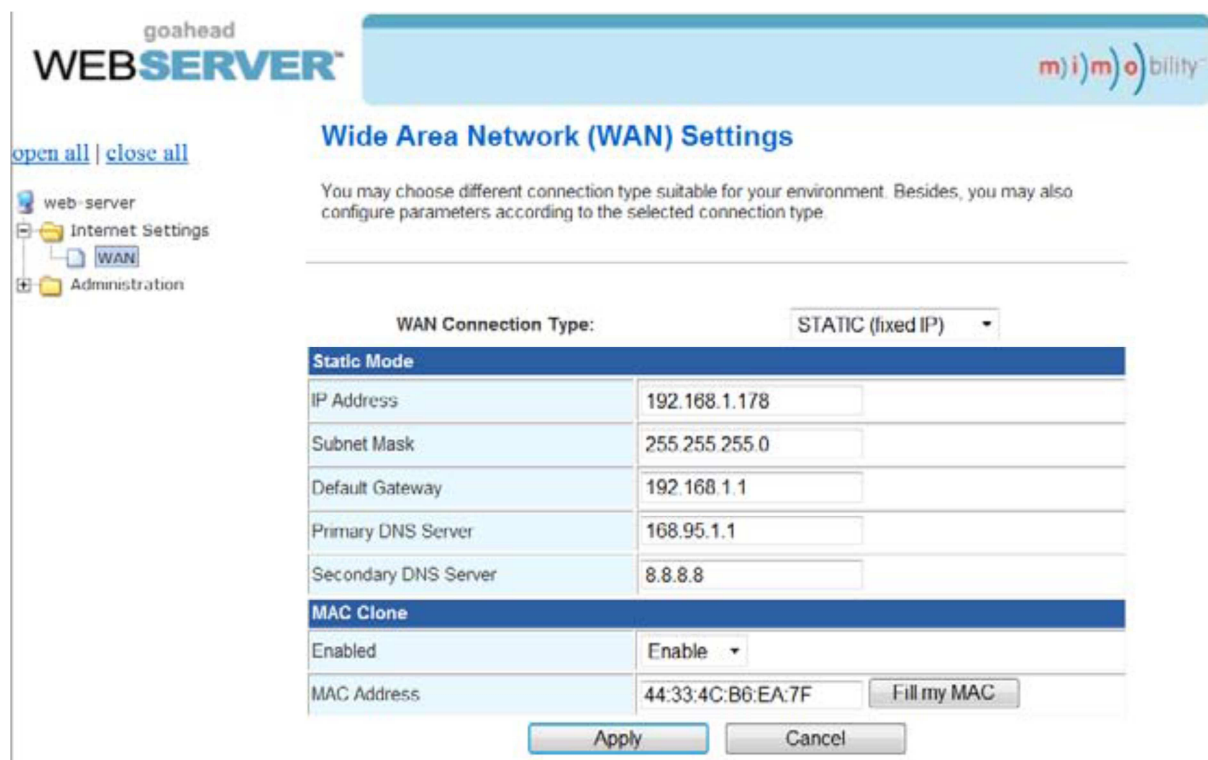 goahead
WEBSERVER™
m)i)m)o)bility™
open all | close all
web-server
Internet Settings
WAN
Administration
Wide Area Network (WAN) Settings
You may choose different connection type suitable for your environment. Besides, you may also
configure parameters according to the selected connection type.
WAN Connection Type: STATIC (fixed IP)
Static Mode
IP Address 192.168.1.178
Subnet Mask 255.255.255.0
Default Gateway 192.168.1.1
Primary DNS Server 168.95.1.1
Secondary DNS Server 8.8.8.8
MAC Clone
Enabled Enable
MAC Address 44:33:4C:B6:EA:7F Fill my MAC
Apply Cancel